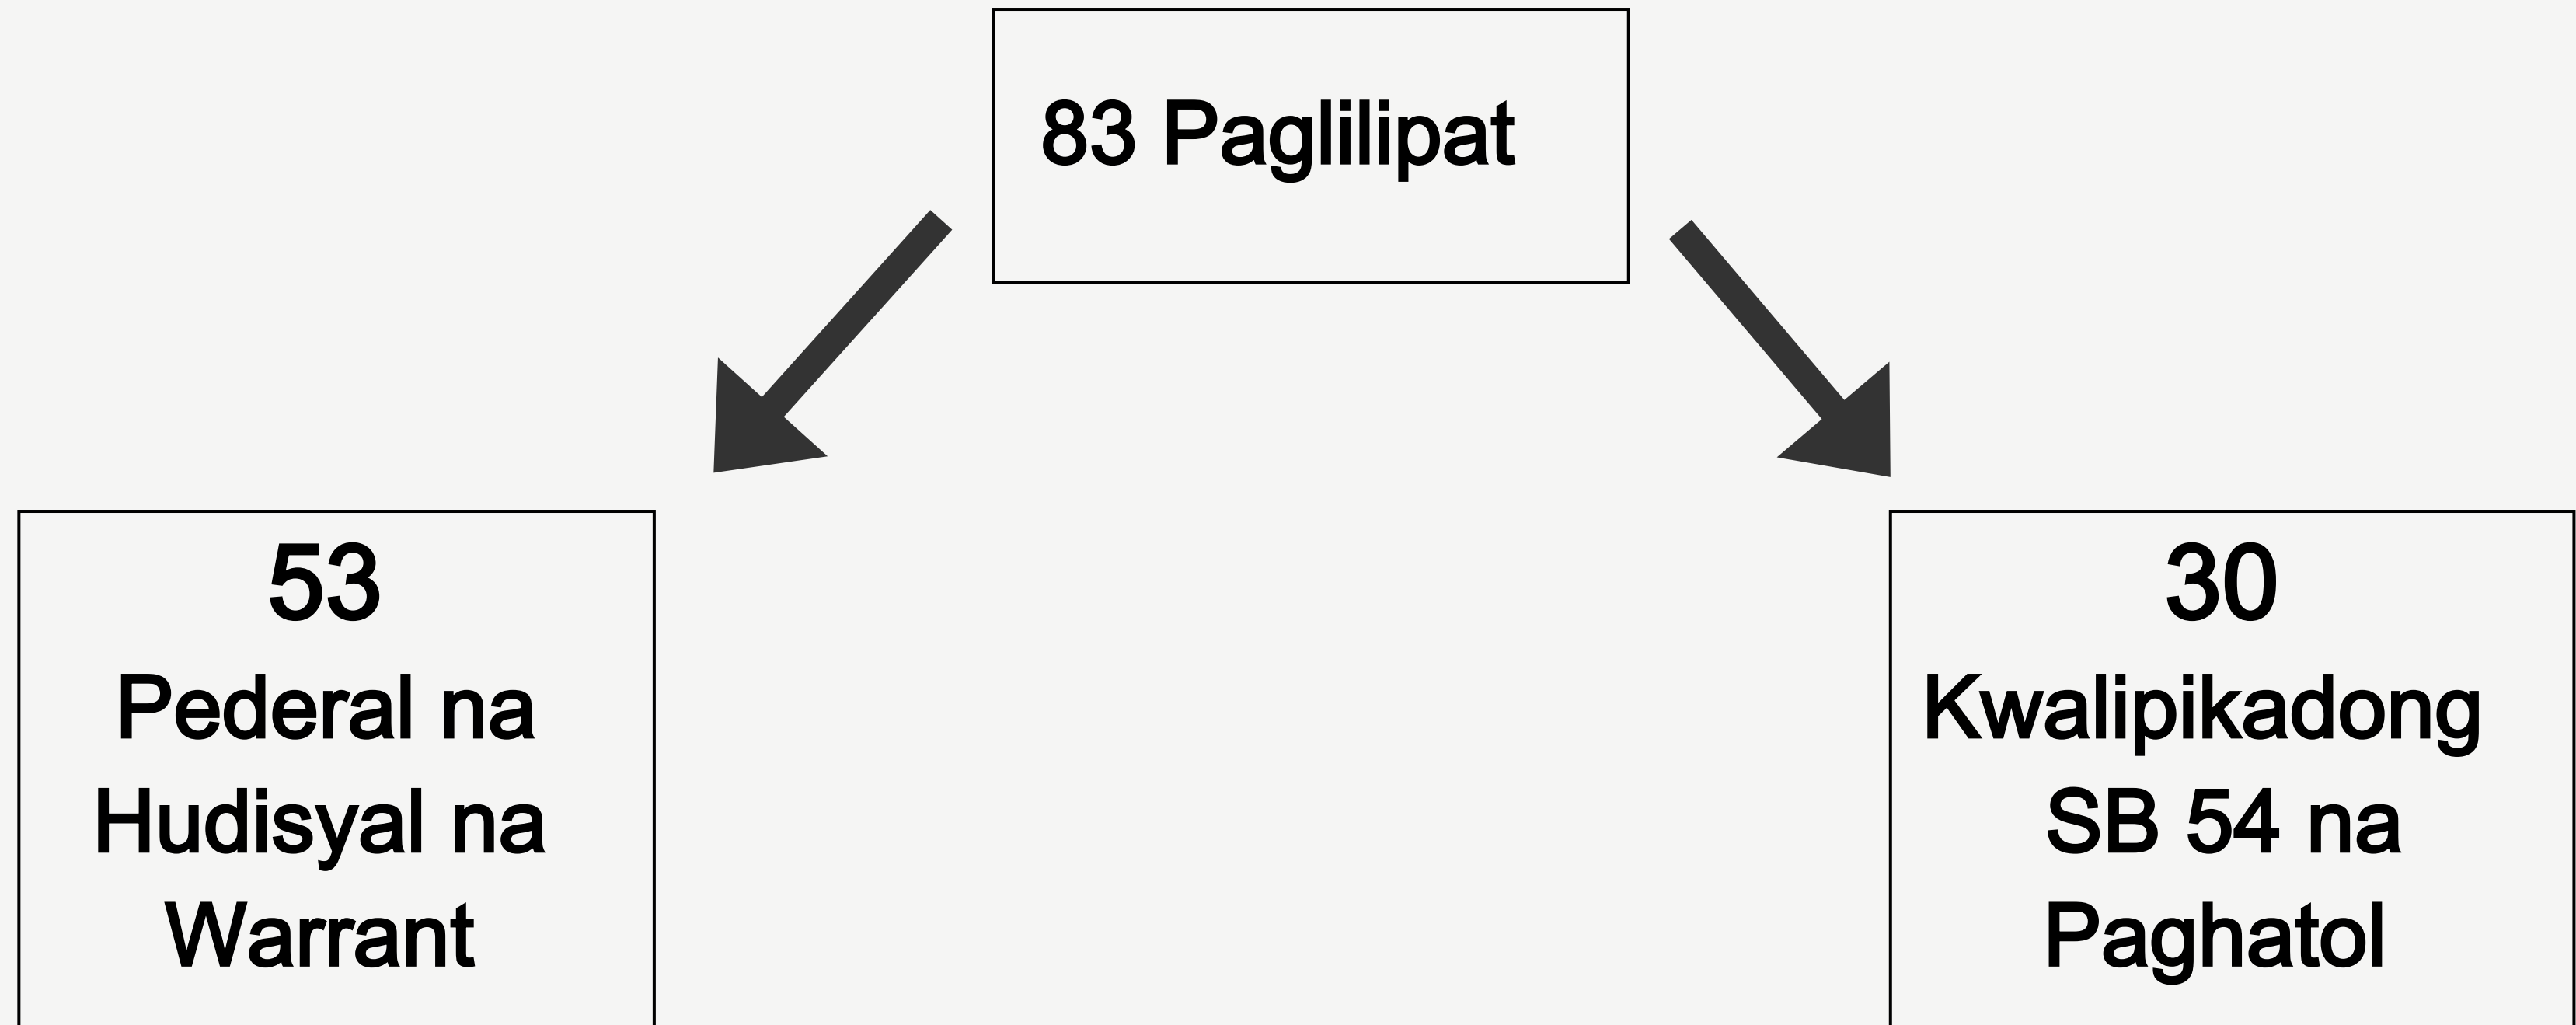 83 Paglilipat
53
Pederal na
Hudisyal na
Warrant
30
Kwalipikadong
SB 54 na
Paghatol